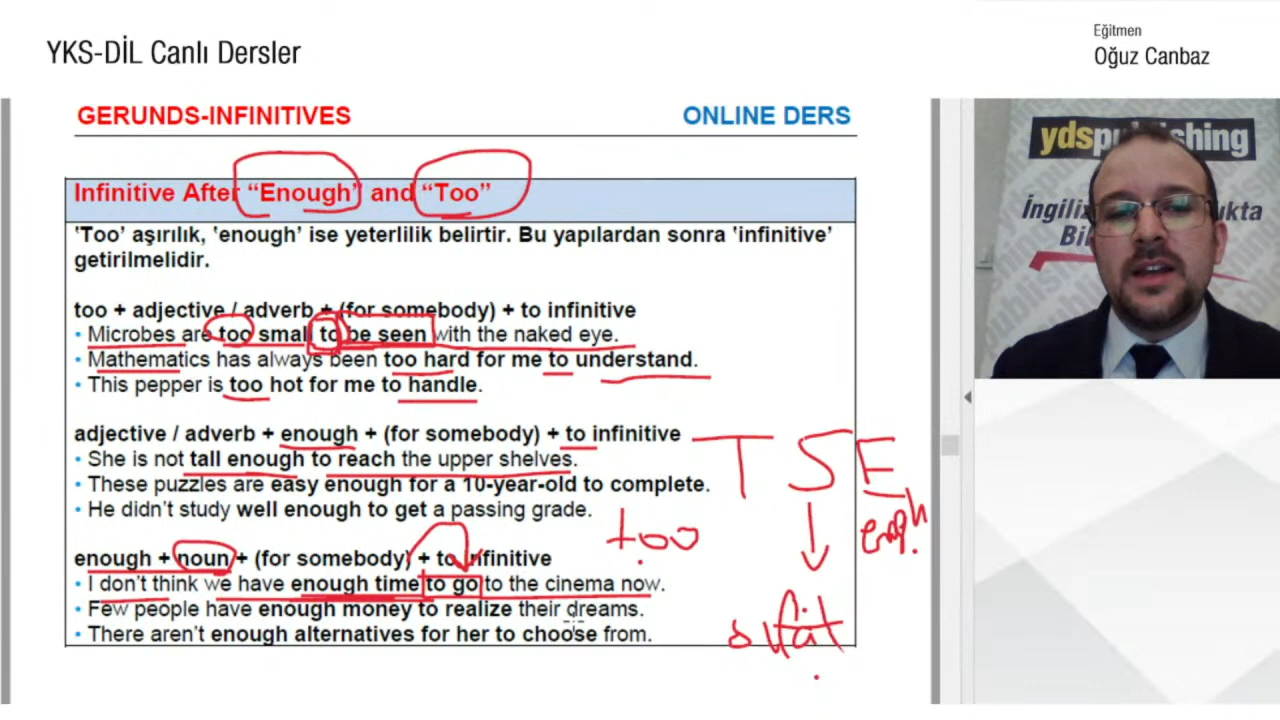 YKS-DİL Canlı Dersler
Eğitmen
Oğuz Canbaz
GERUNDS-INFINITIVES
ONLINE DERS
Infinitive After “Enough” and “Too”
‘Too’ aşırılık, ‘enough’ ise yeterlilik belirtir. Bu yapılardan sonra ‘infinitive’
getirilmelidir.
too + adjective / adverb + (for somebody) + to infinitive
• Microbes are too small to be seen with the naked eye.
• Mathematics has always been too hard for me to understand.
• This pepper is too hot for me to handle.
adjective / adverb + enough + (for somebody) + to infinitive
• She is not tall enough to reach the upper shelves.
• These puzzles are easy enough for a 10-year-old to complete.
• He didn’t study well enough to get a passing grade.
enough + noun + (for somebody) + to infinitive
• I don’t think we have enough time to go to the cinema now.
• Few people have enough money to realize their dreams.
• There aren’t enough alternatives for her to choose from.
T S E
too
sıfat
ydspublishing